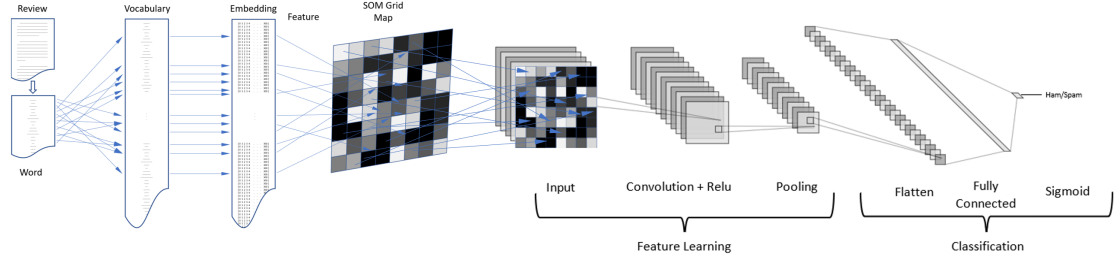 Review
Vocabulary
Embedding
Feature
SOM Grid
Map
Word
Ham/Spam
Input
Convolution + Relu
Pooling
Flatten
Fully
Connected
Sigmoid
Feature Learning
Classification